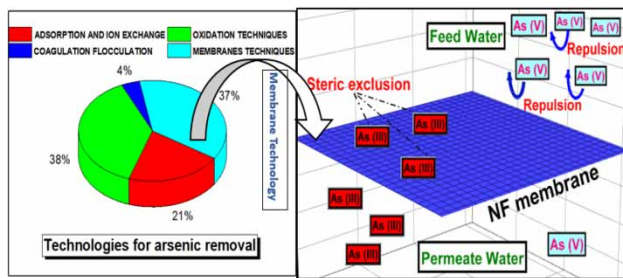 ADSORPTION AND ION EXCHANGE
OXIDATION TECHNIQUES
COAGULATION FLOCCULATION
MEMBRANES TECHNIQUES
4%
37%
38%
21%
Membrane Technology
Technologies for arsenic removal
Feed Water
As (V)
As (V)
As (V)
Repulsion
As (V)
As (V)
Repulsion
Steric exclusion
As (III)
As (III)
As (III)
NF membrane
As (III)
As (III)
As (III)
Permeate Water
As (V)